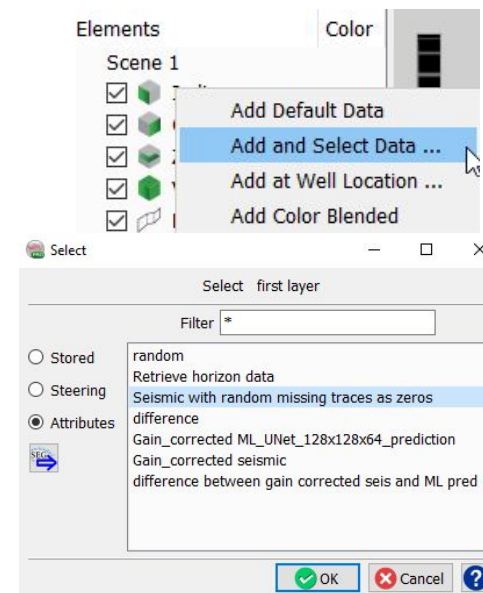 Elements Color
Scene 1
Add Default Data
Add and Select Data ...
Add at Well Location ...
Add Color Blended
Select
Select first layer
Filter *
Stored
Steering
Attributes
random
Retrieve horizon data
Seismic with random missing traces as zeros
difference
Gain_corrected ML_UNet_128x128x64_prediction
Gain_corrected seismic
difference between gain corrected seis and ML pred
OK Cancel ?